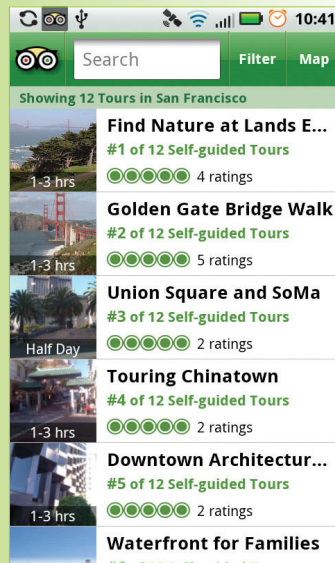 10:41
Search
Filter
Map
Showing 12 Tours in San Francisco
Find Nature at Lands E...
#1 of 12 Self-guided Tours
1-3 hrs
4 ratings
Golden Gate Bridge Walk
#2 of 12 Self-guided Tours
1-3 hrs
5 ratings
Union Square and SoMa
#3 of 12 Self-guided Tours
Half Day
2 ratings
Touring Chinatown
#4 of 12 Self-guided Tours
1-3 hrs
2 ratings
Downtown Architectur...
#5 of 12 Self-guided Tours
1-3 hrs
2 ratings
Waterfront for Families